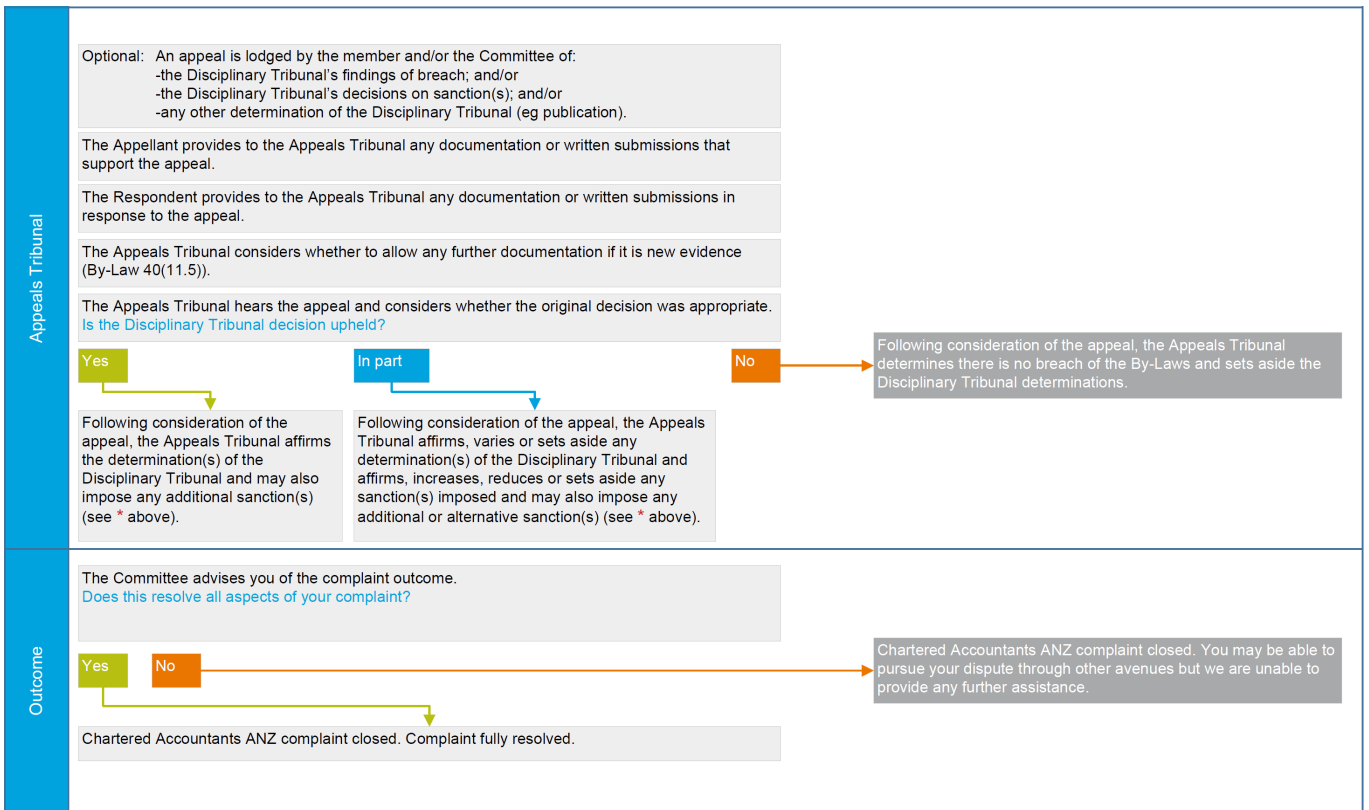 Appeals Tribunal
Optional: An appeal is lodged by the member and/or the Committee of:
-the Disciplinary Tribunal's findings of breach; and/or
-the Disciplinary Tribunal's decisions on sanction(s); and/or
-any other determination of the Disciplinary Tribunal (eg publication).
The Appellant provides to the Appeals Tribunal any documentation or written submissions that
support the appeal.
The Respondent provides to the Appeals Tribunal any documentation or written submissions in
response to the appeal.
The Appeals Tribunal considers whether to allow any further documentation if it is new evidence
(By-Law 40(11.5)).
The Appeals Tribunal hears the appeal and considers whether the original decision was appropriate.
Is the Disciplinary Tribunal decision upheld?
Yes
In part
No
Following consideration of the appeal, the Appeals Tribunal
determines there is no breach of the By-Laws and sets aside the
Disciplinary Tribunal determinations.
Following consideration of the
appeal, the Appeals Tribunal affirms
the determination(s) of the
Disciplinary Tribunal and may also
impose any additional sanction(s)
(see * above).
Following consideration of the appeal, the Appeals
Tribunal affirms, varies or sets aside any
determination(s) of the Disciplinary Tribunal and
affirms, increases, reduces or sets aside any
sanction(s) imposed and may also impose any
additional or alternative sanction(s) (see * above).
Outcome
The Committee advises you of the complaint outcome.
Does this resolve all aspects of your complaint?
Yes
No
Chartered Accountants ANZ complaint closed. You may be able to
pursue your dispute through other avenues but we are unable to
provide any further assistance.
Chartered Accountants ANZ complaint closed. Complaint fully resolved.